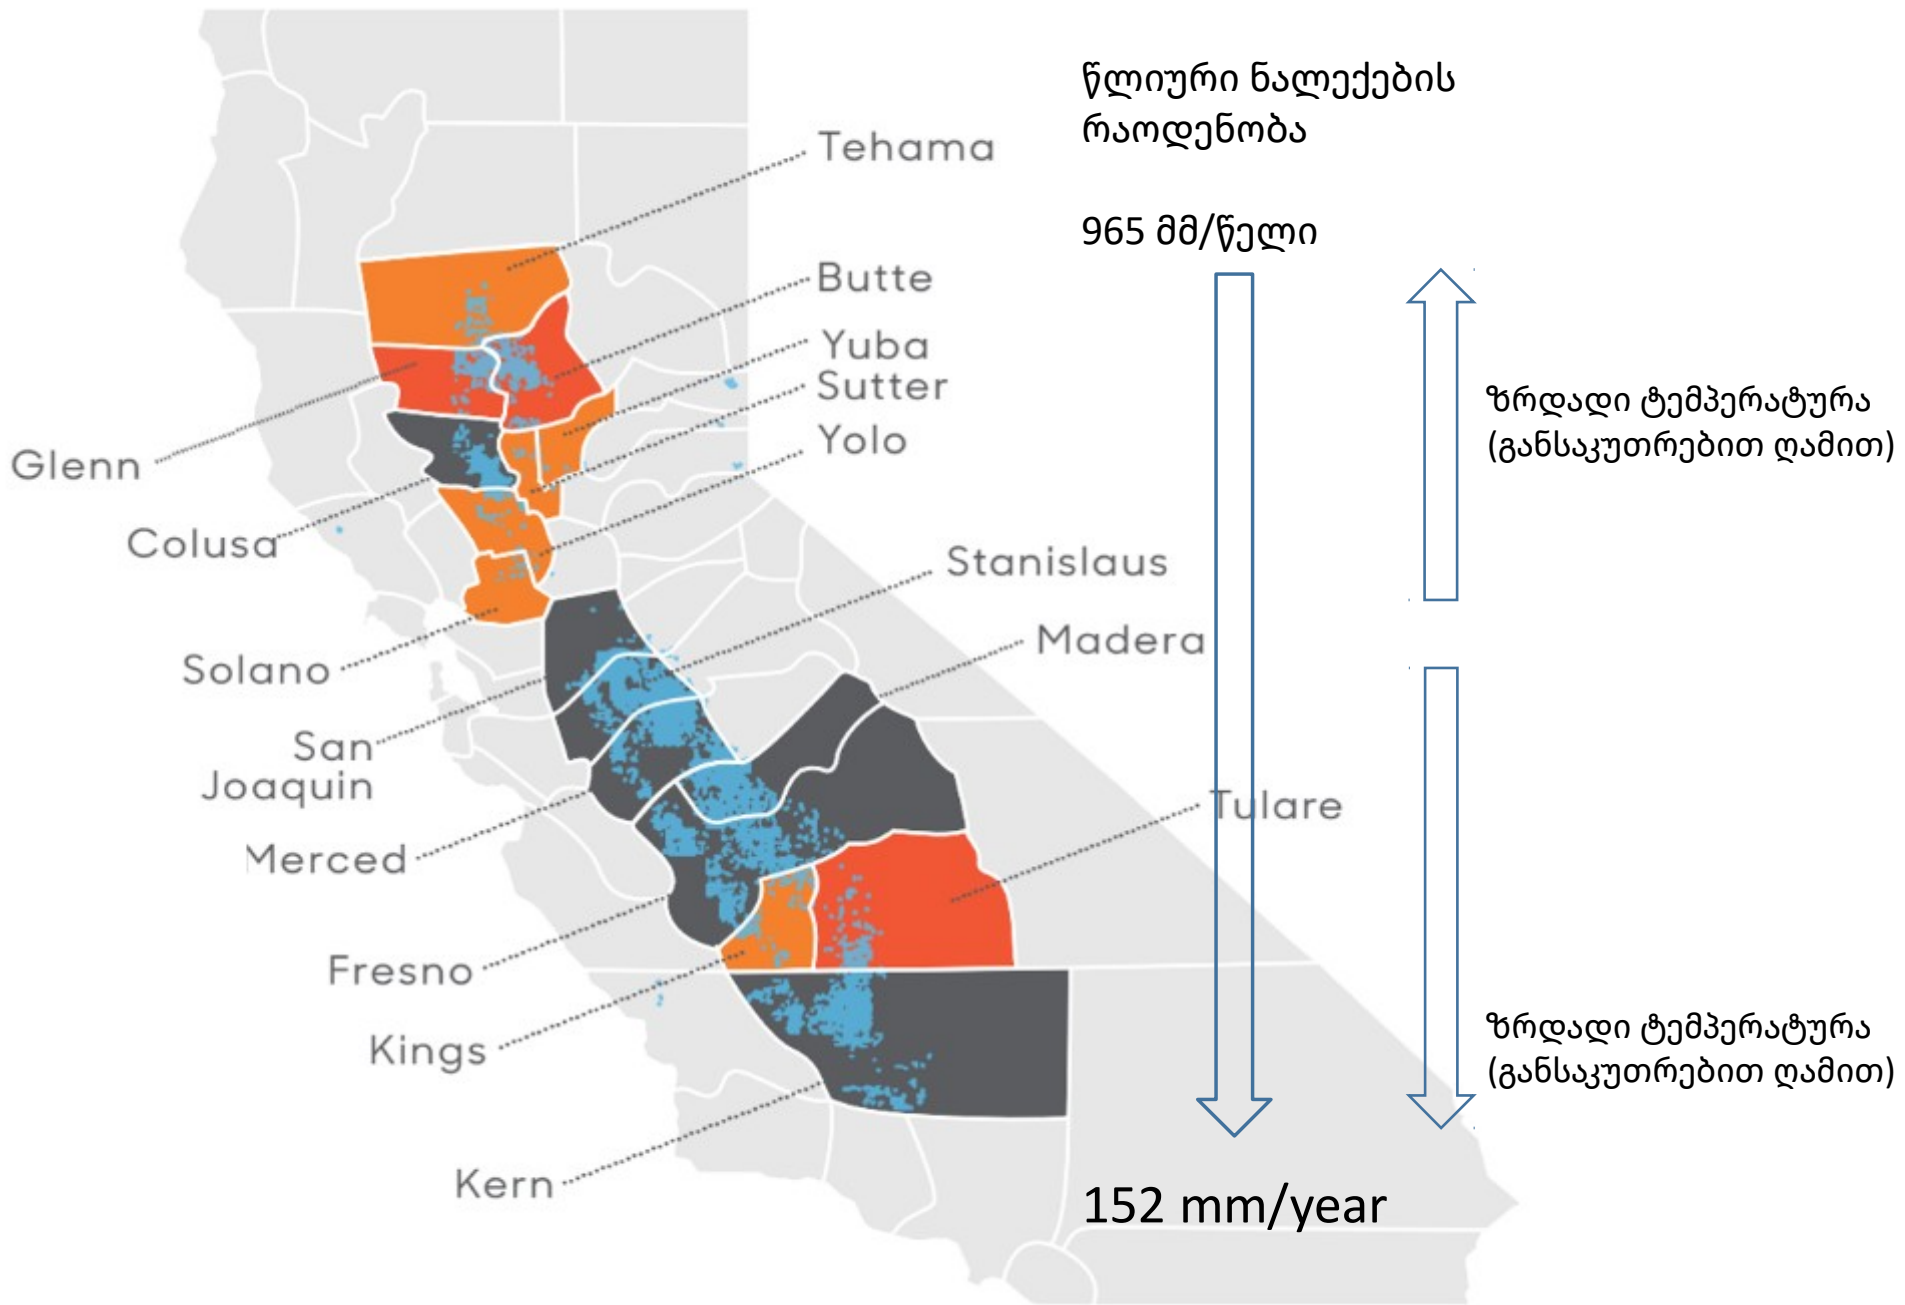 წლიური ნალექების
რაოდენობა
965 მმ/წელი
Tehama
Butte
Yuba
Sutter
Yolo
Glenn
Colusa
Stanislaus
Madera
Solano
San
Joaquin
Merced
Tulare
Fresno
Kings
Kern
ზრდადი ტემპერატურა
(განსაკუთრებით ღამით)
ზრდადი ტემპერატურა
(განსაკუთრებით ღამით)
152 mm/year